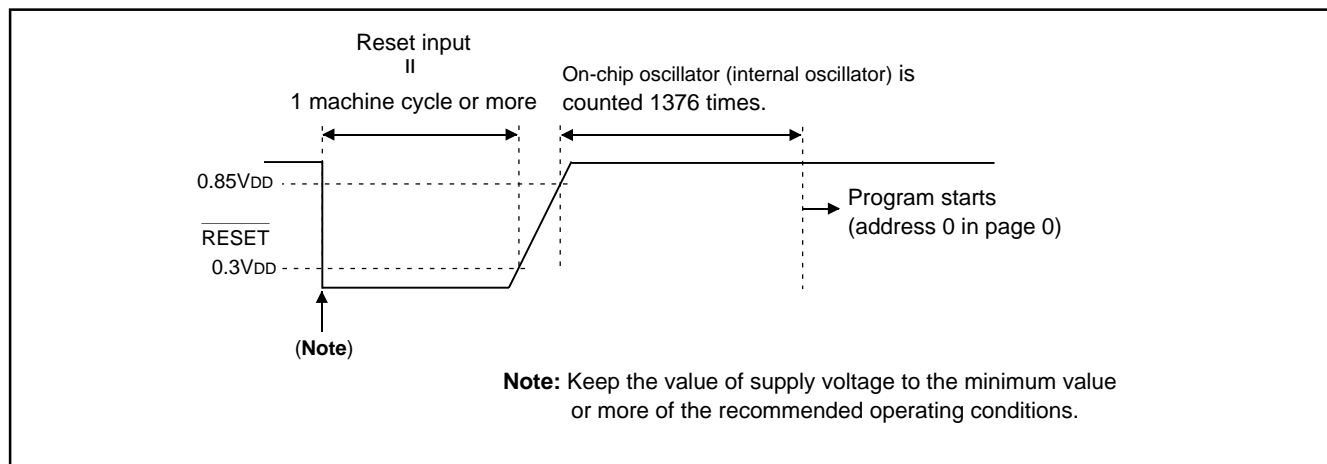 Reset input
=
1 machine cycle or more
On-chip oscillator (internal oscillator) is
counted 1376 times.
0.85VDD
RESET
0.3VDD
Program starts
(address 0 in page 0)
(Note)
Note: Keep the value of supply voltage to the minimum value
or more of the recommended operating conditions.